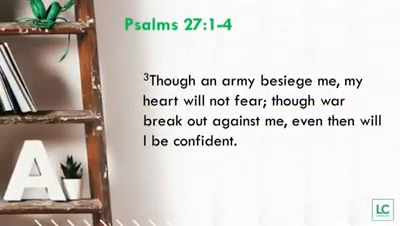 Psalms 27:1-4
³Though an army besiege me, my
heart will not fear; though war
break out against me, even then will
I be confident.
A
LC